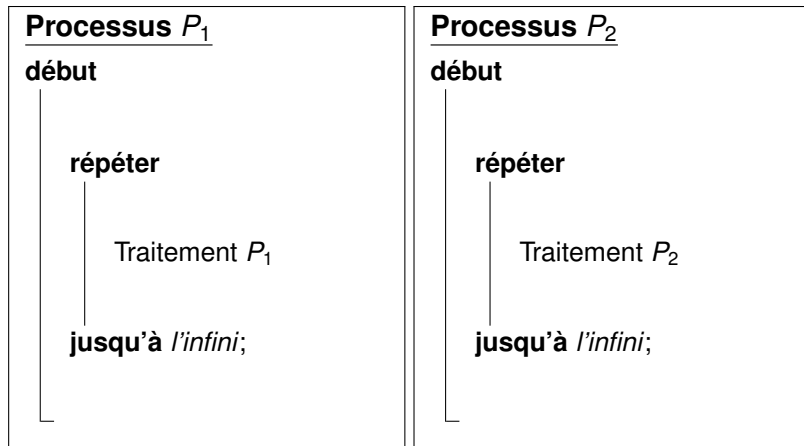 Processus P₁
début
répéter
Traitement P₁
jusqu'à l'infini;
Processus P₂
début
répéter
Traitement P₂
jusqu'à l'infini;